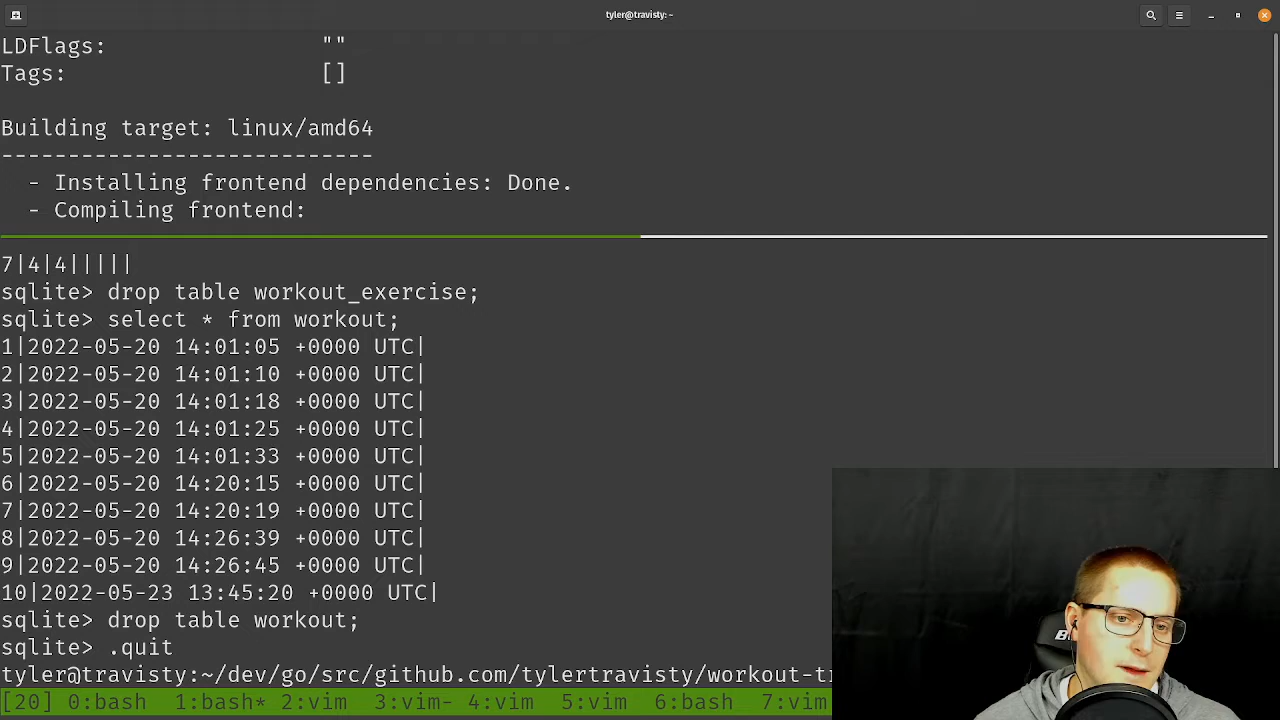 tyler@travisty: ~
LDFlags: ""
Tags: []
Building target: linux/amd64
----------------------------
- Installing frontend dependencies: Done.
- Compiling frontend:
7|4|4|||||
sqlite> drop table workout_exercise;
sqlite> select * from workout;
1|2022-05-20 14:01:05 +0000 UTC|
2|2022-05-20 14:01:10 +0000 UTC|
3|2022-05-20 14:01:18 +0000 UTC|
4|2022-05-20 14:01:25 +0000 UTC|
5|2022-05-20 14:01:33 +0000 UTC|
6|2022-05-20 14:20:15 +0000 UTC|
7|2022-05-20 14:20:19 +0000 UTC|
8|2022-05-20 14:26:39 +0000 UTC|
9|2022-05-20 14:26:45 +0000 UTC|
10|2022-05-23 13:45:20 +0000 UTC|
sqlite> drop table workout;
sqlite> .quit
tyler@travisty:~/dev/go/src/github.com/tylertravisty/workout-ti
[20] 0:bash 1:bash* 2:vim 3:vim- 4:vim 5:vim 6:bash 7:vim